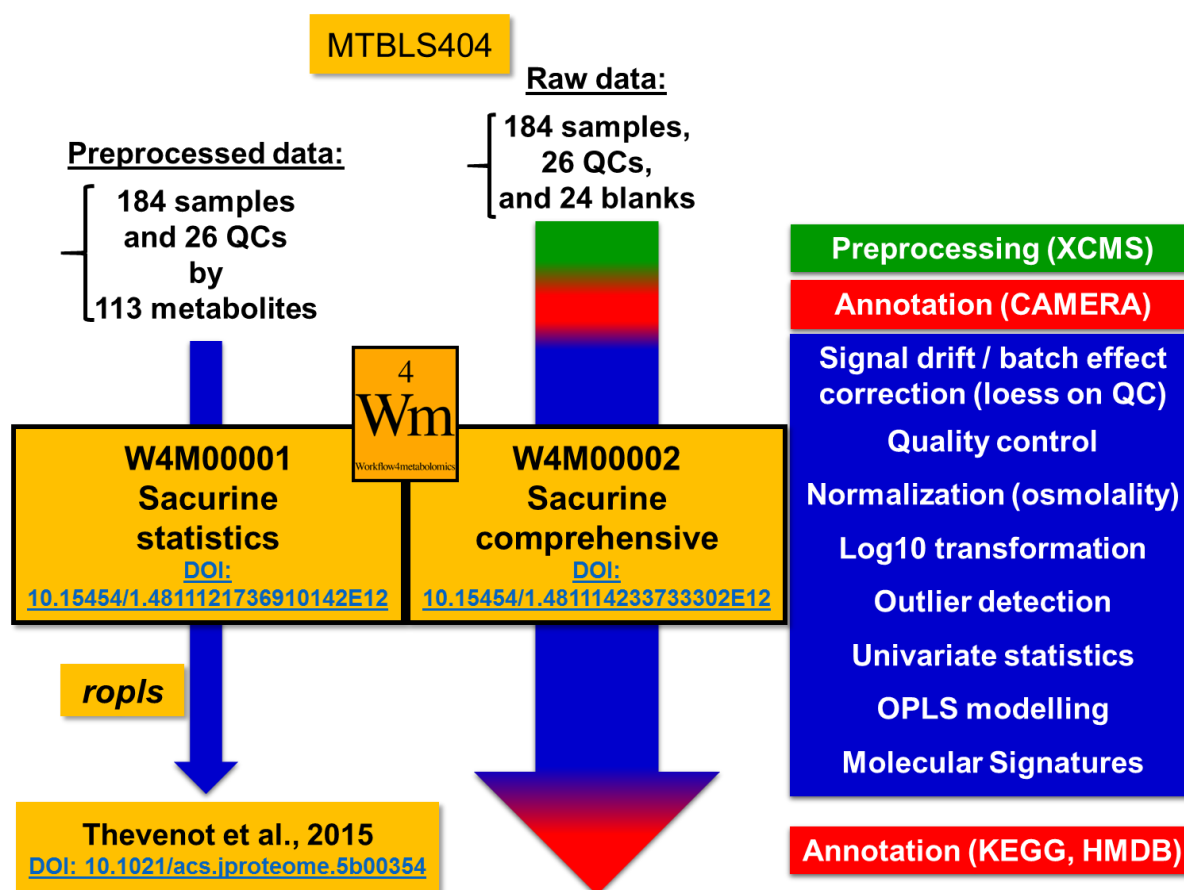 MTBLS404
Raw data:
184 samples,
26 QCs,
and 24 blanks
Preprocessed data:
184 samples
and 26 QCs
by
113 metabolites
4
Wm
Workflow4metabolomics
W4M00001
Sacurine
statistics
DOI:
10.15454/1.4811121736910142E12
W4M00002
Sacurine
comprehensive
DOI:
10.15454/1.481114233733302E12
ropls
Thevenot et al., 2015
DOI: 10.1021/acs.jproteome.5b00354
Preprocessing (XCMS)
Annotation (CAMERA)
Signal drift / batch effect
correction (loess on QC)
Quality control
Normalization (osmolality)
Log10 transformation
Outlier detection
Univariate statistics
OPLS modelling
Molecular Signatures
Annotation (KEGG, HMDB)